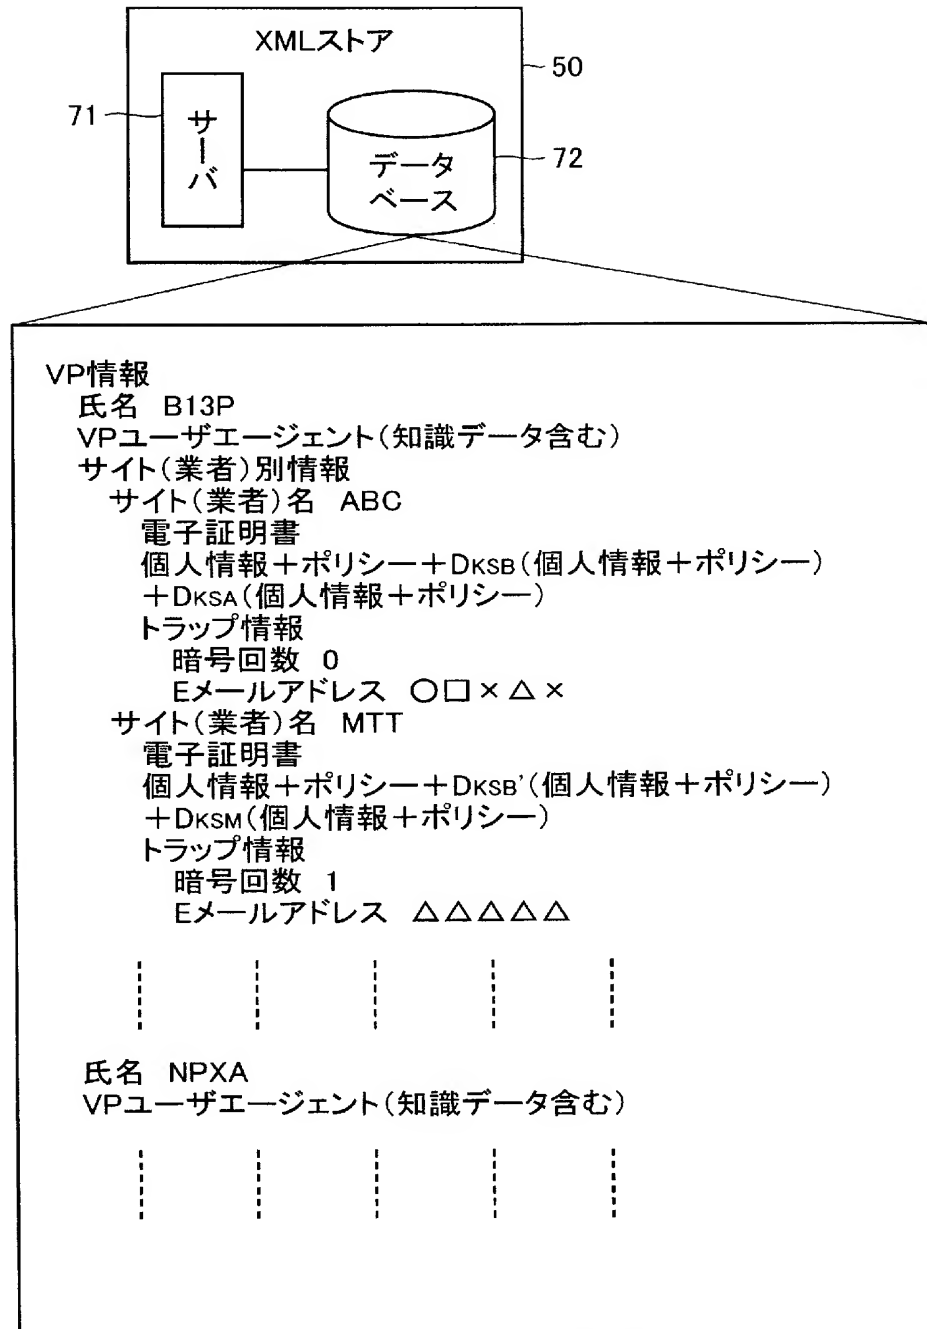 XMLストア
50
71
サーバ
データ
ベース
72
VP情報
氏名 B13P
VPユーザエージェント(知識データ含む)
サイト(業者)別情報
サイト(業者)名 ABC
電子証明書
個人情報+ポリシー+DKSB(個人情報+ポリシー)
+DKSA(個人情報+ポリシー)
トラップ情報
暗号回数 0
Eメールアドレス ○□×△×
サイト(業者)名 MTT
電子証明書
個人情報+ポリシー+DKSB'(個人情報+ポリシー)
+DKSM(個人情報+ポリシー)
トラップ情報
暗号回数 1
Eメールアドレス △△△△△
氏名 NPXA
VPユーザエージェント(知識データ含む)